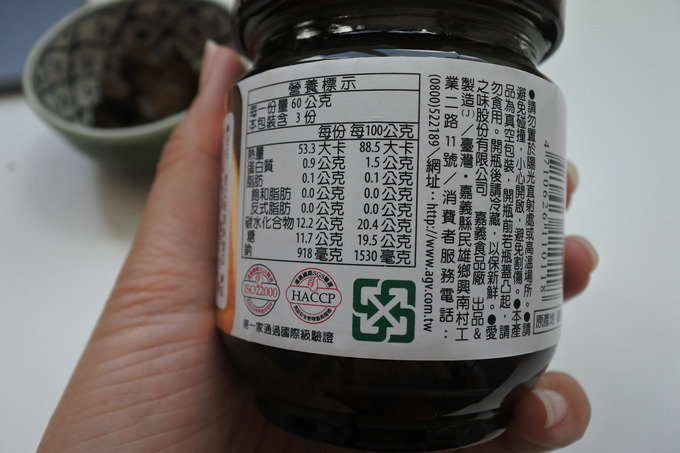 營養標示
每一份量 60 公克
本包裝含 3 份
每份 每100公克
熱量 53.3 大卡 88.5 大卡
蛋白質 0.9 公克 1.5 公克
脂肪 0.1 公克 0.1 公克
飽和脂肪 0.0 公克 0.0 公克
反式脂肪 0.0 公克 0.0 公克
碳水化合物 12.2 公克 20.4 公克
糖 11.7 公克 19.5 公克
鈉 918 毫克 1530 毫克
ISO22000
HACCP
第一家通過國際級驗證
●請勿置於陽光直射處或高溫場所。●請
避免碰撞，小心開啟，避免割傷。●本產
品為真空包裝，開瓶前若瓶蓋凸起，請
勿食用。開瓶後請冷藏，以保新鮮。●愛
之味股份有限公司 嘉義食品廠 出品&
製造(J)/臺灣‧嘉義縣民雄鄉興南村工
業二路11號/消費者服務電話：
(0800)522189/網址：http://www.agv.com.tw
4 710626 110118
原產地